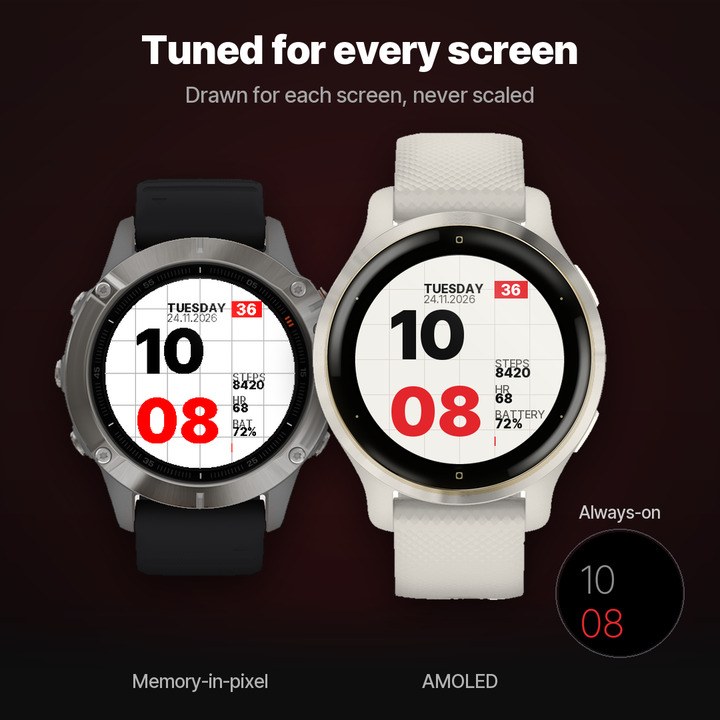 Tuned for every screen
Drawn for each screen, never scaled
TUESDAY 36
24.11.2026
10
08
STEPS
8420
HR
68
BAT
72%
TUESDAY 36
24.11.2026
10
08
STEPS
8420
HR
68
BATTERY
72%
Always-on
10
08
Memory-in-pixel
AMOLED